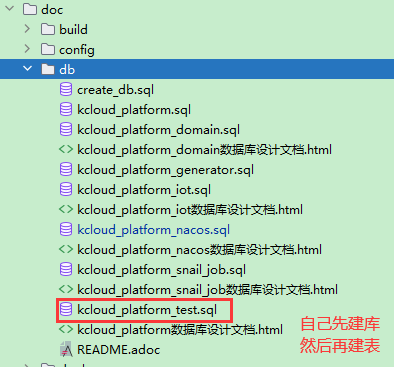 doc
build
config
db
create_db.sql
kcloud_platform.sql
kcloud_platform_domain.sql
kcloud_platform_domain数据库设计文档.html
kcloud_platform_generator.sql
kcloud_platform_iot.sql
kcloud_platform_iot数据库设计文档.html
kcloud_platform_nacos.sql
kcloud_platform_nacos数据库设计文档.html
kcloud_platform_snail_job.sql
kcloud_platform_snail_job数据库设计文档.html
kcloud_platform_test.sql
kcloud_platform数据库设计文档.html
README.adoc
自己先建库
然后再建表